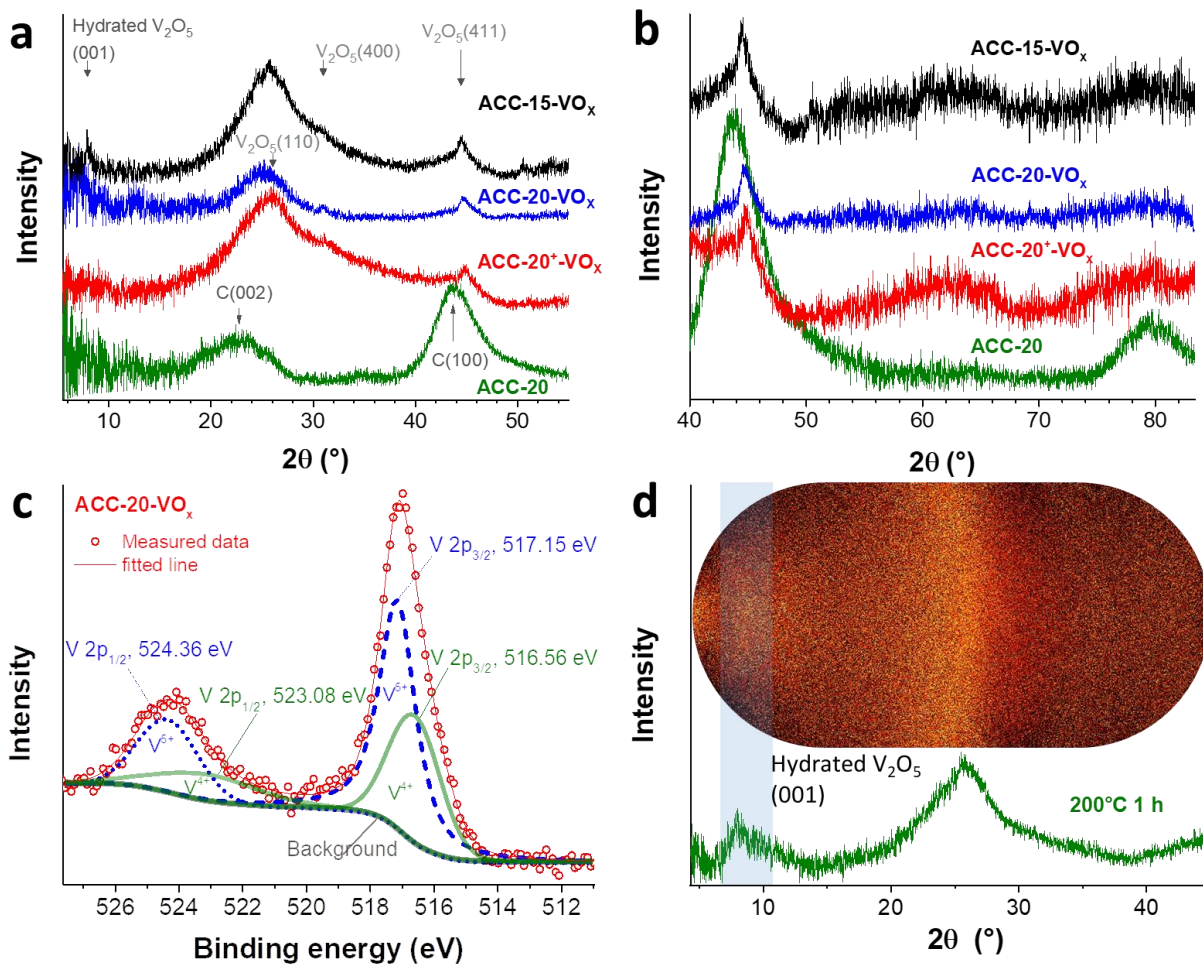 a
Hydrated V₂O₅
(001)
V₂O₅(400)
V₂O₅(411)
ACC-15-VOₓ
V₂O₅(110)
ACC-20-VOₓ
ACC-20⁺-VOₓ
C(002)
C(100)
ACC-20
Intensity
10 20 30 40 50
2θ (°)
b
ACC-15-VOₓ
ACC-20-VOₓ
ACC-20⁺-VOₓ
ACC-20
Intensity
40 50 60 70 80
2θ (°)
c
ACC-20-VOₓ
Measured data
fitted line
V 2p₃/₂, 517.15 eV
V 2p₁/₂, 524.36 eV
V 2p₃/₂, 516.56 eV
V 2p₁/₂, 523.08 eV
V⁵⁺
V⁵⁺
V⁴⁺
V⁴⁺
Background
Intensity
526 524 522 520 518 516 514 512
Binding energy (eV)
d
Hydrated V₂O₅
(001)
200°C 1 h
Intensity
10 20 30 40
2θ (°)